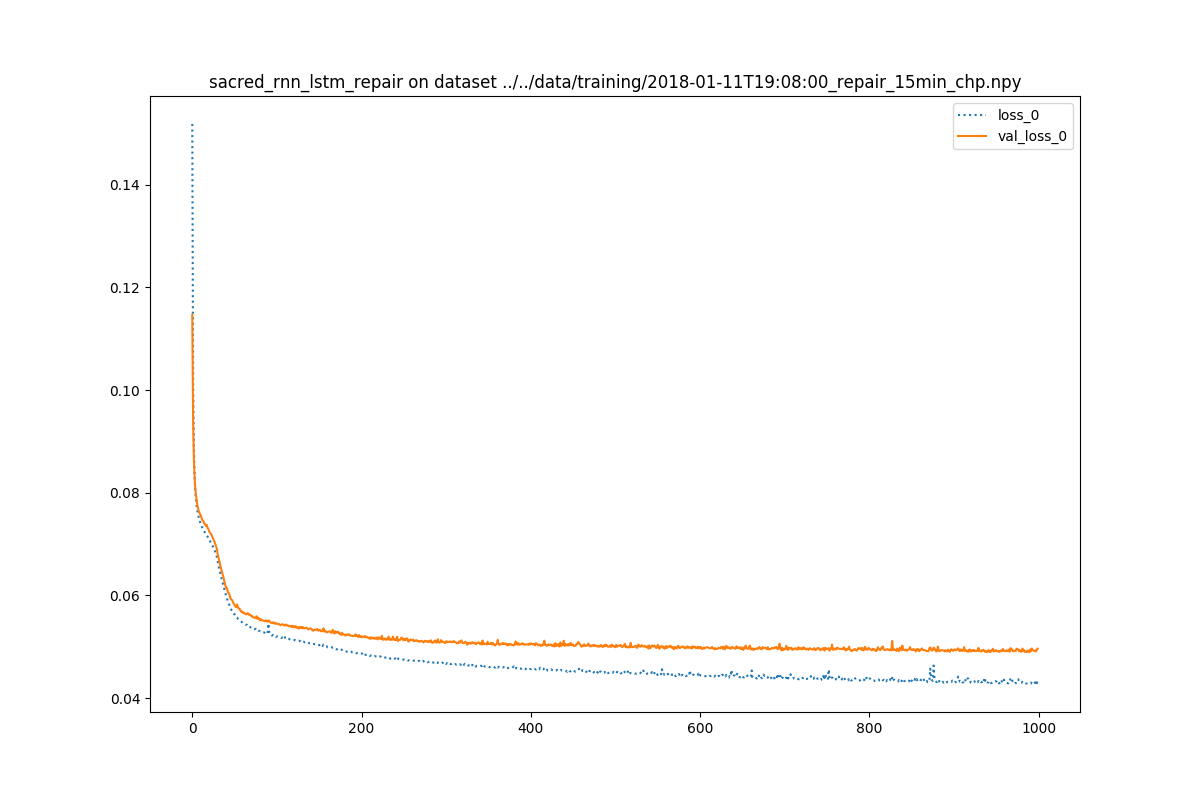 sacred_rnn_lstm_repair on dataset ../../data/training/2018-01-11T19:08:00_repair_15min_chp.npy
loss_0
val_loss_0
0.14
0.12
0.10
0.08
0.06
0.04
0 200 400 600 800 1000